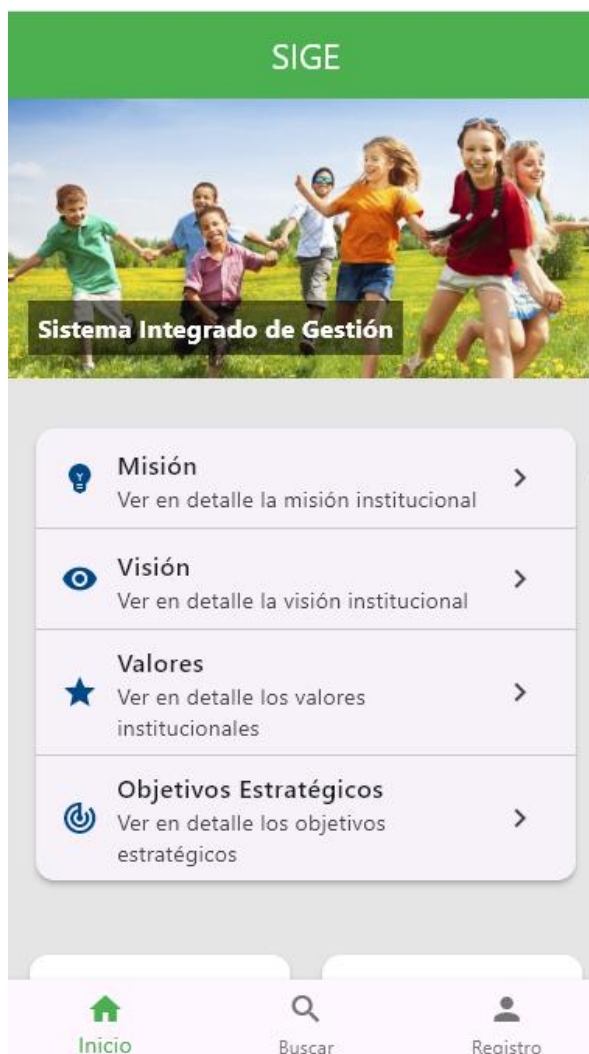 SIGE
Sistema Integrado de Gestión
Misión
Ver en detalle la misión institucional
Visión
Ver en detalle la visión institucional
Valores
Ver en detalle los valores
institucionales
Objetivos Estratégicos
Ver en detalle los objetivos
estratégicos
Inicio
Buscar
Registro